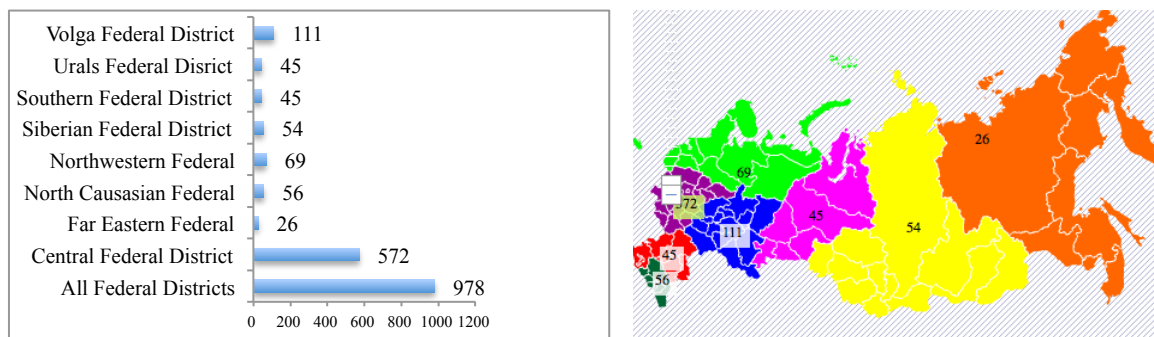 Volga Federal District 111
Urals Federal Disrict 45
Southern Federal District 45
Siberian Federal District 54
Northwestern Federal 69
North Causasian Federal 56
Far Eastern Federal 26
Central Federal District 572
All Federal Districts 978
0 200 400 600 800 1000 1200
26
69
572
45
54
111
45
56